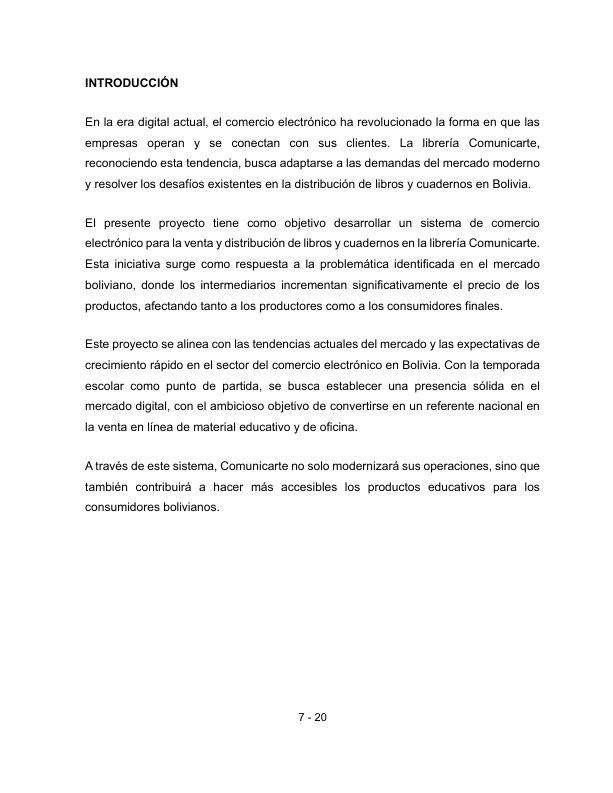 INTRODUCCIÓN
En la era digital actual, el comercio electrónico ha revolucionado la forma en que las
empresas operan y se conectan con sus clientes. La librería Comunicarte,
reconociendo esta tendencia, busca adaptarse a las demandas del mercado moderno
y resolver los desafíos existentes en la distribución de libros y cuadernos en Bolivia.
El presente proyecto tiene como objetivo desarrollar un sistema de comercio
electrónico para la venta y distribución de libros y cuadernos en la librería Comunicarte.
Esta iniciativa surge como respuesta a la problemática identificada en el mercado
boliviano, donde los intermediarios incrementan significativamente el precio de los
productos, afectando tanto a los productores como a los consumidores finales.
Este proyecto se alinea con las tendencias actuales del mercado y las expectativas de
crecimiento rápido en el sector del comercio electrónico en Bolivia. Con la temporada
escolar como punto de partida, se busca establecer una presencia sólida en el
mercado digital, con el ambicioso objetivo de convertirse en un referente nacional en
la venta en línea de material educativo y de oficina.
A través de este sistema, Comunicarte no solo modernizará sus operaciones, sino que
también contribuirá a hacer más accesibles los productos educativos para los
consumidores bolivianos.
7 - 20